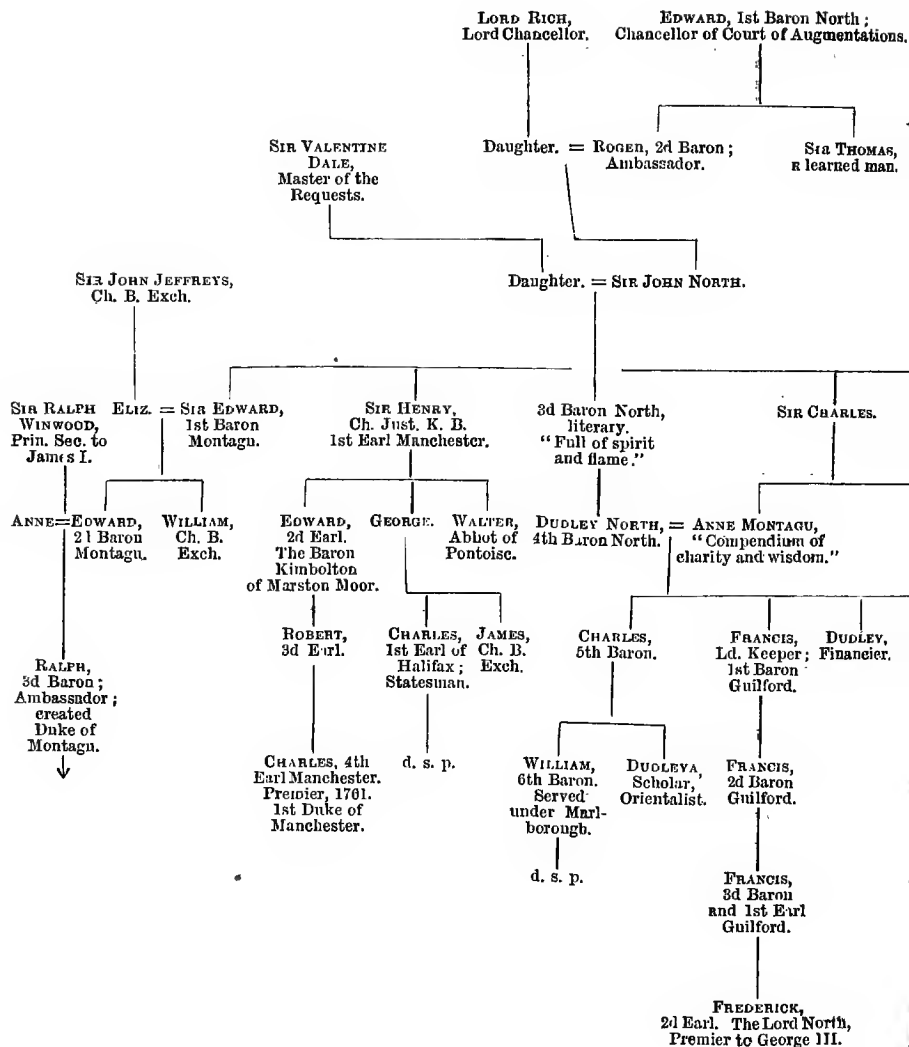 LORD RICH,
Lord Chancellor.
EDWARD, 1st Baron North;
Chancellor of Court of Augmentations.
SIR VALENTINE
DALE,
Master of the
Requests.
Daughter. = ROGEN, 2d Baron;
Ambassador.
SIR THOMAS,
a learned man.
SIR JOHN JEFFREYS,
Ch. B. Exch.
Daughter. = SIR JOHN NORTH.
SIR RALPH
WINWOOD,
Prin. Sec. to
James I.
ELIZ. = SIR EDWARD,
1st Baron
Montagu.
SIR HENRY,
Ch. Just. K. B.
1st Earl Manchester.
3d Baron North,
literary.
"Full of spirit
and flame."
SIR CHARLES.
ANNE=EDWARD,
2d Baron
Montagu.
WILLIAM,
Ch. B.
Exch.
EDWARD,
2d Earl.
The Baron
Kimbolton
of Marston Moor.
GEORGE.
WALTER,
Abbot of
Pontoise.
DUDLEY NORTH,
4th Baron North.
= ANNE MONTAGU,
"Compendium of
charity and wisdom."
RALPH,
3d Baron;
Ambassador;
created
Duke of
Montagu.
ROBERT,
3d Earl.
CHARLES,
1st Earl of
Halifax;
Statesman.
JAMES,
Ch. B.
Exch.
CHARLES,
5th Baron.
FRANCIS,
Ld. Keeper;
1st Baron
Guilford.
DUDLEY,
Financier.
CHARLES, 4th
Earl Manchester.
Premier, 1701.
1st Duke of
Manchester.
d. s. p.
WILLIAM,
6th Baron.
Served
under Marl-
borough.
DUDLEYA,
Scholar,
Orientalist.
FRANCIS,
2d Baron
Guilford.
d. s. p.
FRANCIS,
3d Baron
and 1st Earl
Guilford.
FREDERICK,
2d Earl. The Lord North,
Premier to George III.